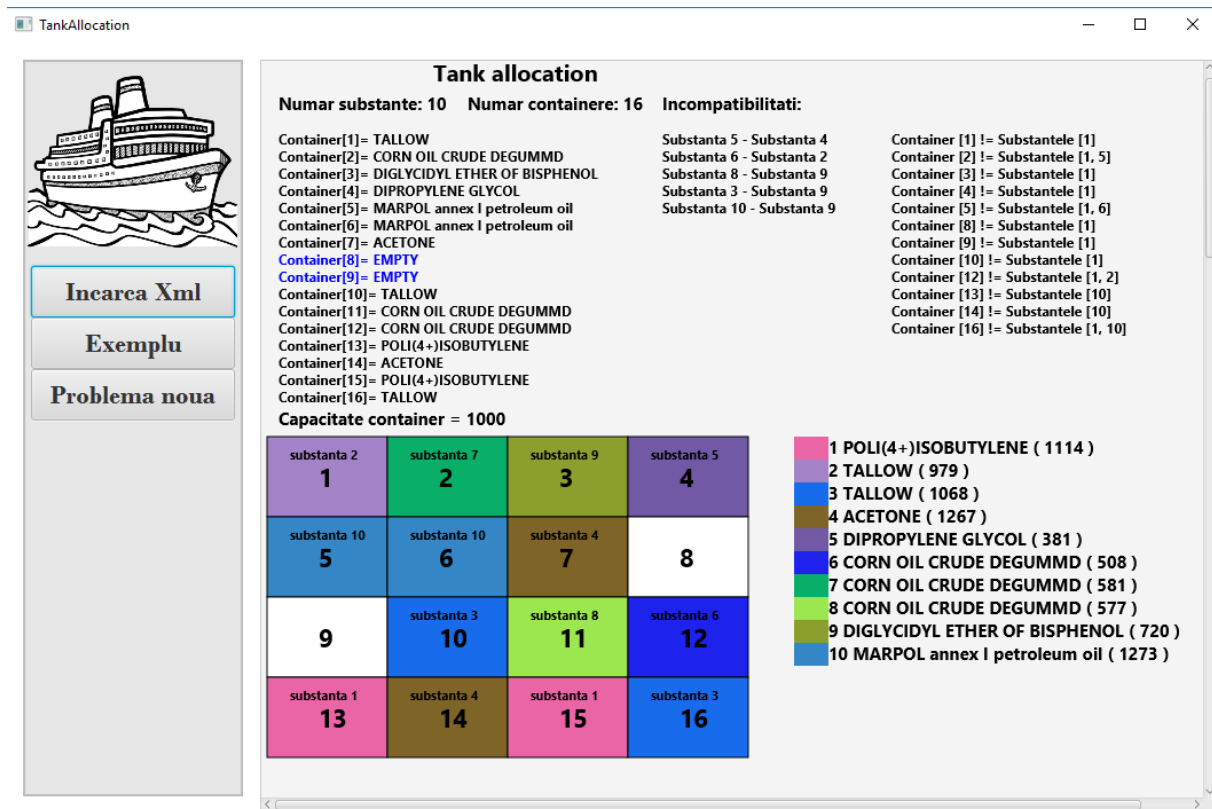 TankAllocation
Incarca Xml
Exemplu
Problema noua
Tank allocation
Numar substante: 10 Numar containere: 16 Incompatibilitati:
Container[1]= TALLOW
Container[2]= CORN OIL CRUDE DEGUMMD
Container[3]= DIGLYCIDYL ETHER OF BISPHENOL
Container[4]= DIPROPYLENE GLYCOL
Container[5]= MARPOL annex I petroleum oil
Container[6]= MARPOL annex I petroleum oil
Container[7]= ACETONE
Container[8]= EMPTY
Container[9]= EMPTY
Container[10]= TALLOW
Container[11]= CORN OIL CRUDE DEGUMMD
Container[12]= CORN OIL CRUDE DEGUMMD
Container[13]= POLI(4+)ISOBUTYLENE
Container[14]= ACETONE
Container[15]= POLI(4+)ISOBUTYLENE
Container[16]= TALLOW
Substanta 5 - Substanta 4
Substanta 6 - Substanta 2
Substanta 8 - Substanta 9
Substanta 3 - Substanta 9
Substanta 10 - Substanta 9
Container [1] != Substantele [1]
Container [2] != Substantele [1, 5]
Container [3] != Substantele [1]
Container [4] != Substantele [1]
Container [5] != Substantele [1, 6]
Container [8] != Substantele [1]
Container [9] != Substantele [1]
Container [10] != Substantele [1]
Container [12] != Substantele [1, 2]
Container [13] != Substantele [10]
Container [14] != Substantele [10]
Container [16] != Substantele [1, 10]
Capacitate container = 1000
substanta 2 substanta 7 substanta 9 substanta 5
1 2 3 4
substanta 10 substanta 10 substanta 4
5 6 7 8
substanta 3 substanta 8 substanta 6
9 10 11 12
substanta 1 substanta 4 substanta 1 substanta 3
13 14 15 16
1 POLI(4+)ISOBUTYLENE ( 1114 )
2 TALLOW ( 979 )
3 TALLOW ( 1068 )
4 ACETONE ( 1267 )
5 DIPROPYLENE GLYCOL ( 381 )
6 CORN OIL CRUDE DEGUMMD ( 508 )
7 CORN OIL CRUDE DEGUMMD ( 581 )
8 CORN OIL CRUDE DEGUMMD ( 577 )
9 DIGLYCIDYL ETHER OF BISPHENOL ( 720 )
10 MARPOL annex I petroleum oil ( 1273 )